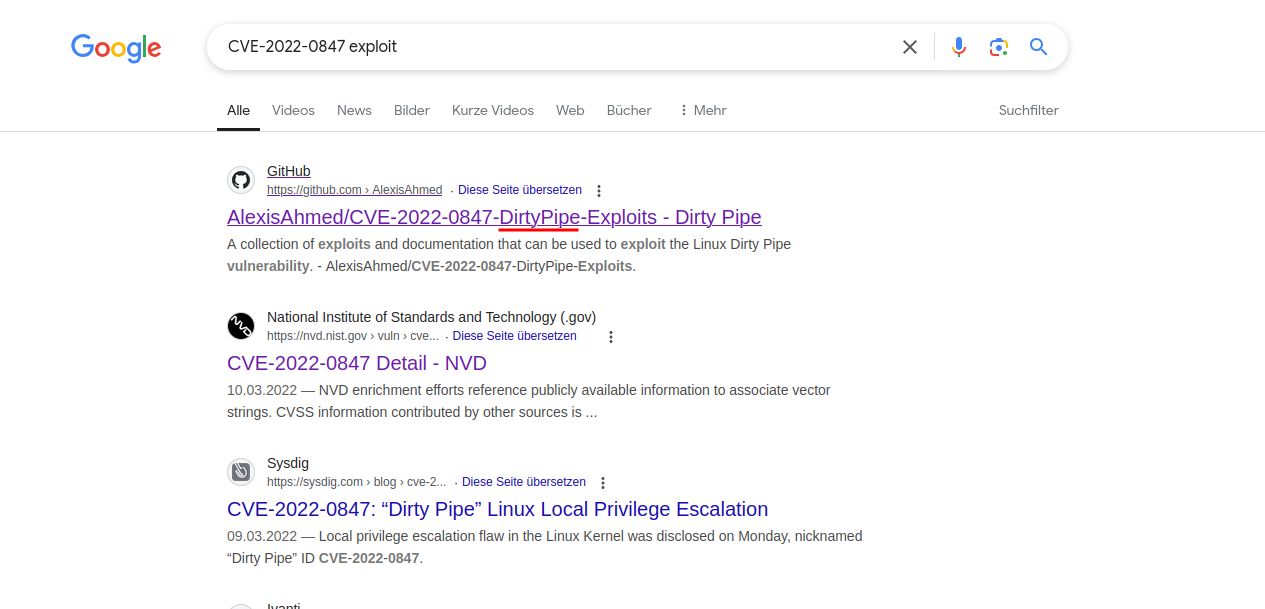 Google
CVE-2022-0847 exploit
Alle Videos News Bilder Kurze Videos Web Bücher Mehr Suchfilter
GitHub
https://github.com › AlexisAhmed · Diese Seite übersetzen
AlexisAhmed/CVE-2022-0847-DirtyPipe-Exploits - Dirty Pipe
A collection of exploits and documentation that can be used to exploit the Linux Dirty Pipe
vulnerability. - AlexisAhmed/CVE-2022-0847-DirtyPipe-Exploits.
NVD
National Institute of Standards and Technology (.gov)
https://nvd.nist.gov › vuln › cve... · Diese Seite übersetzen
CVE-2022-0847 Detail - NVD
10.03.2022 — NVD enrichment efforts reference publicly available information to associate vector
strings. CVSS information contributed by other sources is ...
Sysdig
https://sysdig.com › blog › cve-2... · Diese Seite übersetzen
CVE-2022-0847: “Dirty Pipe” Linux Local Privilege Escalation
09.03.2022 — Local privilege escalation flaw in the Linux Kernel was disclosed on Monday, nicknamed
“Dirty Pipe” ID CVE-2022-0847.
Ivanti